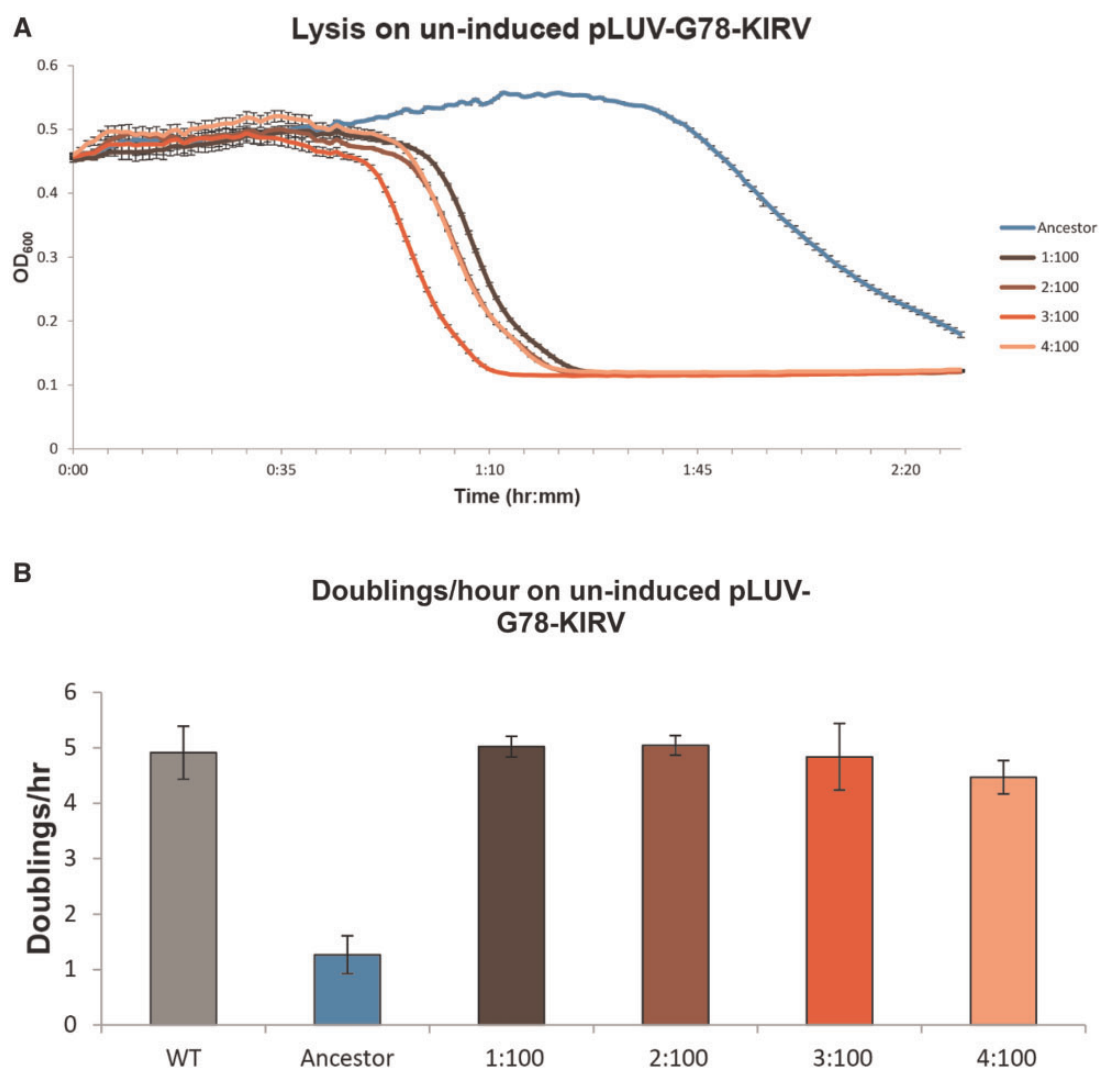 A
Lysis on un-induced pLUV-G78-KIRV
0.6
0.5
0.4
0.3
0.2
0.1
0
OD600
0:00
0:35
1:10
1:45
2:20
Time (hr:mm)
Ancestor
1:100
2:100
3:100
4:100
B
Doublings/hour on un-induced pLUV-
G78-KIRV
6
5
4
3
2
1
0
Doublings/hr
WT
Ancestor
1:100
2:100
3:100
4:100